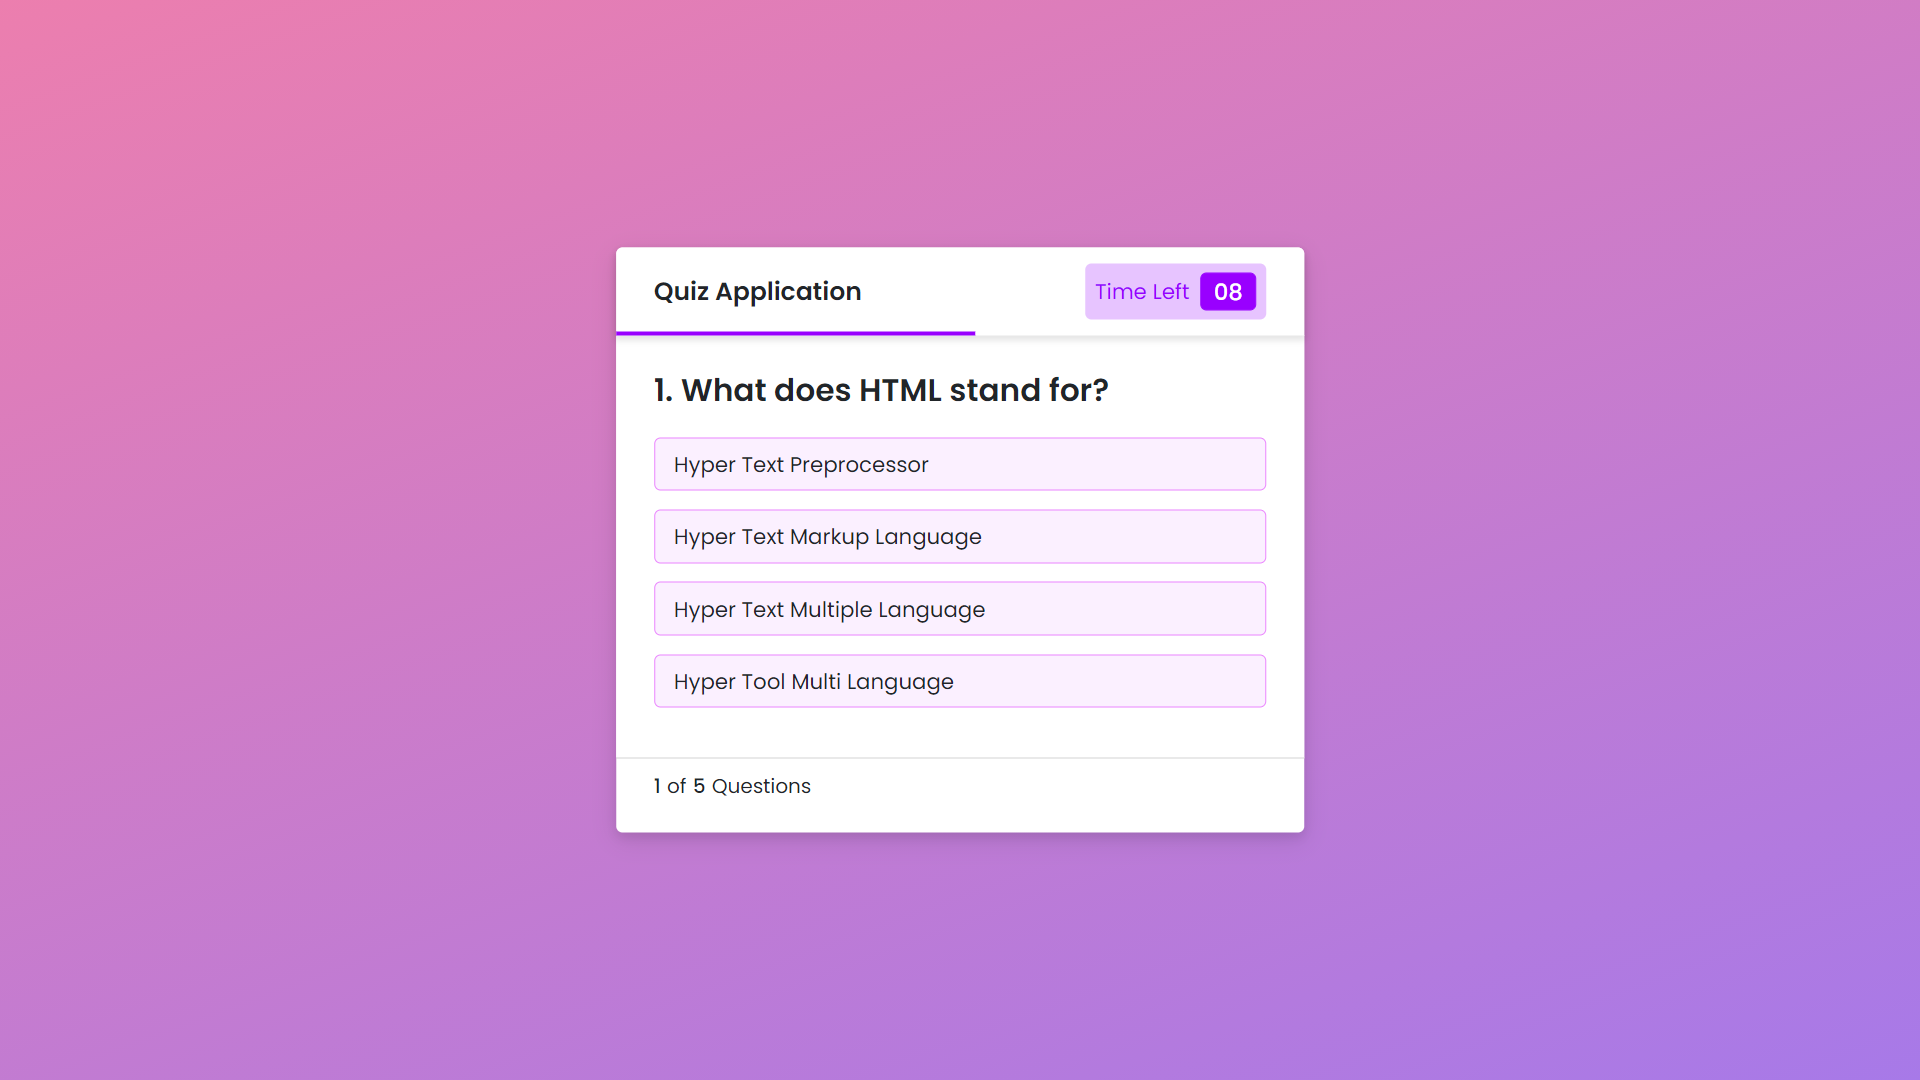 Quiz Application
Time Left 08
1. What does HTML stand for?
Hyper Text Preprocessor
Hyper Text Markup Language
Hyper Text Multiple Language
Hyper Tool Multi Language
1 of 5 Questions